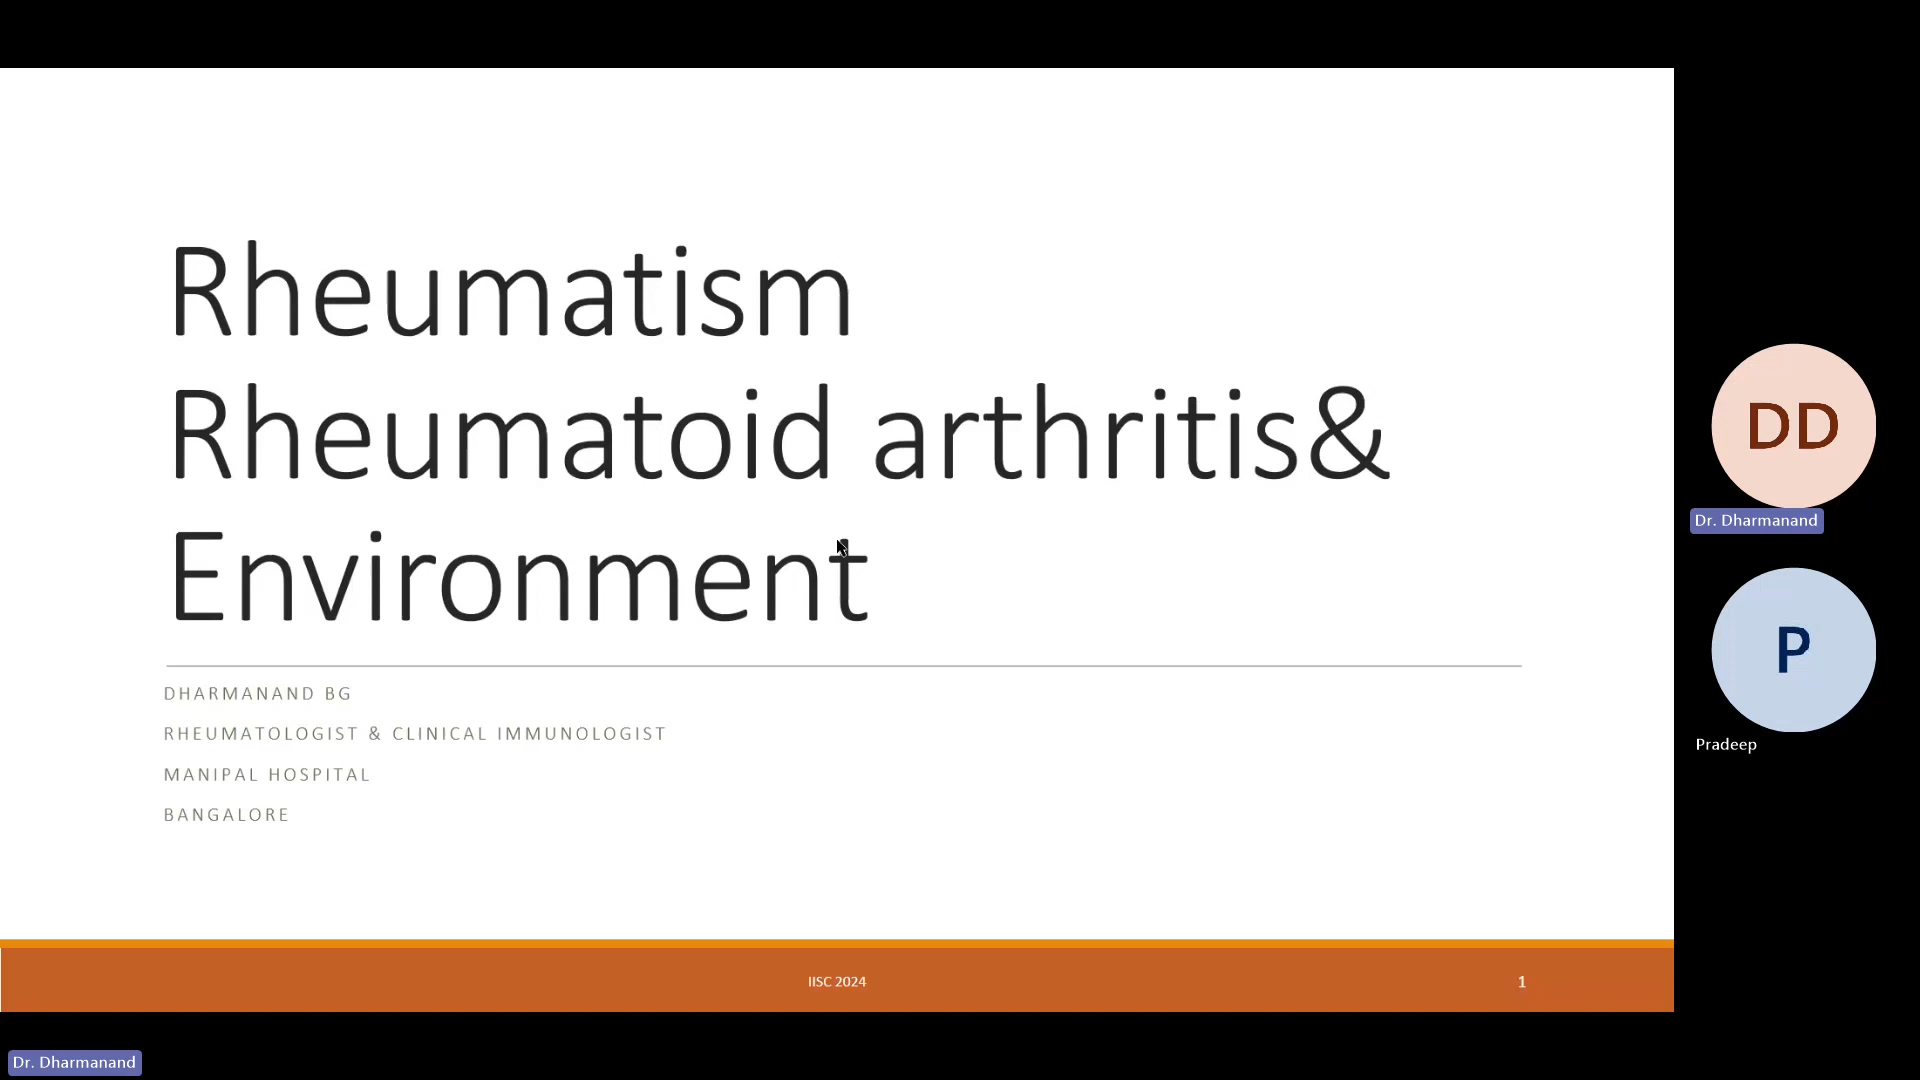 Rheumatism
Rheumatoid arthritis&
Environment
DHARMANAND BG
RHEUMATOLOGIST & CLINICAL IMMUNOLOGIST
MANIPAL HOSPITAL
BANGALORE
IISC 2024
1
DD
Dr. Dharmanand
P
Pradeep
Dr. Dharmanand